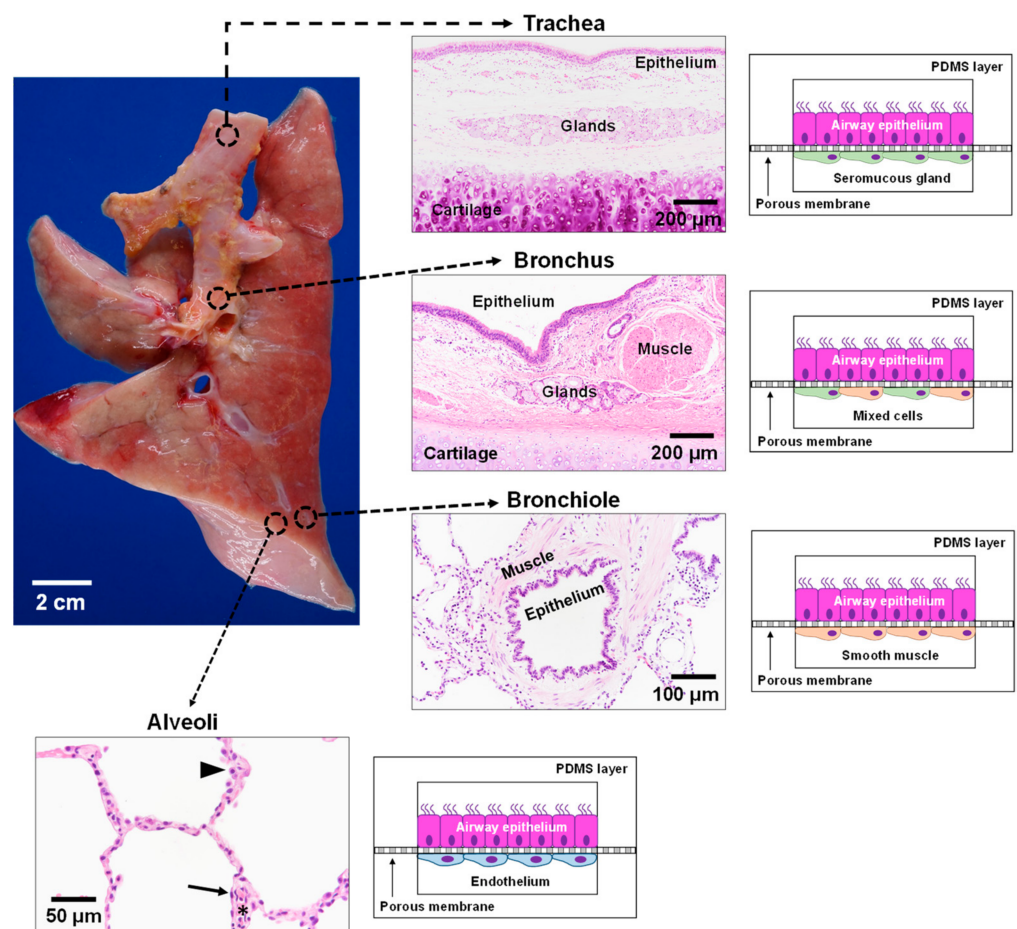 Trachea
Epithelium
Glands
Cartilage
200 µm
PDMS layer
Airway epithelium
Seromucous gland
Porous membrane
Bronchus
Epithelium
Muscle
Glands
Cartilage
200 µm
PDMS layer
Airway epithelium
Mixed cells
Porous membrane
2 cm
Bronchiole
Muscle
Epithelium
100 µm
PDMS layer
Airway epithelium
Smooth muscle
Porous membrane
Alveoli
*
50 µm
PDMS layer
Airway epithelium
Endothelium
Porous membrane